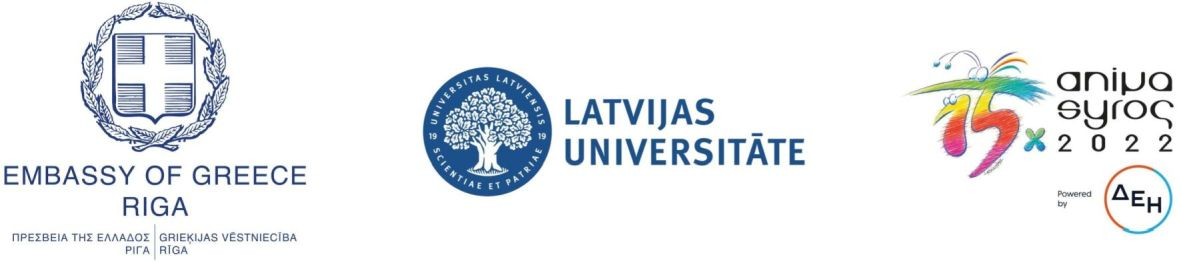 EMBASSY OF GREECE
RIGA
ΠΡΕΣΒΕΙΑ ΤΗΣ ΕΛΛΑΔΟΣ
ΡΙΓΑ
GRIEĶIJAS VĒSTNIECĪBA
RĪGA
UNIVERSITAS LATVIENSIS
19 19
SCIENTIAE ET PATRIAE
LATVIJAS
UNIVERSITĀTE
15
x
anima
syros
2022
Powered
by
ΔΕΗ